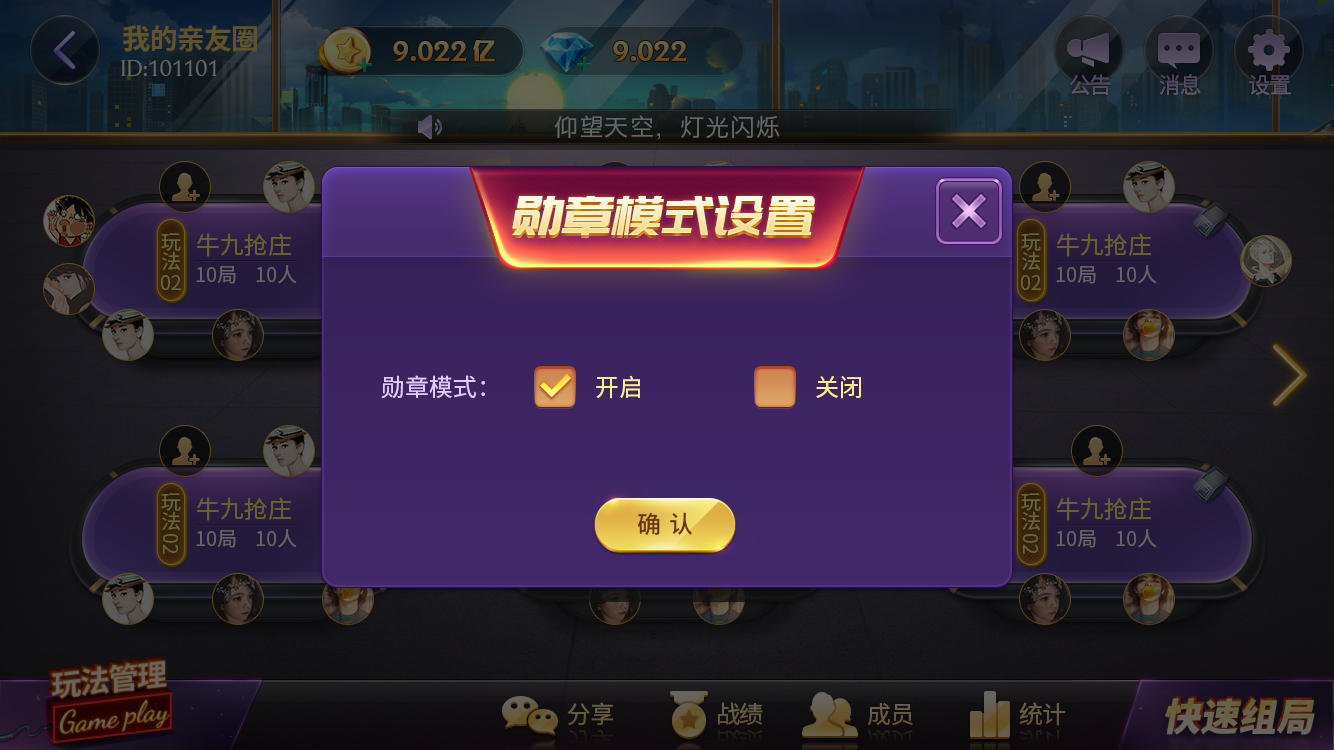 我的亲友圈
ID:101101
9.022亿
9.022
公告
消息
设置
仰望天空，灯光闪烁
勋章模式设置
玩法02
牛九抢庄
10局 10人
玩法02
牛九抢庄
10局 10人
勋章模式：
开启
关闭
确认
玩法02
牛九抢庄
10局 10人
玩法02
牛九抢庄
10局 10人
玩法管理
Game play
分享
战绩
成员
统计
快速组局